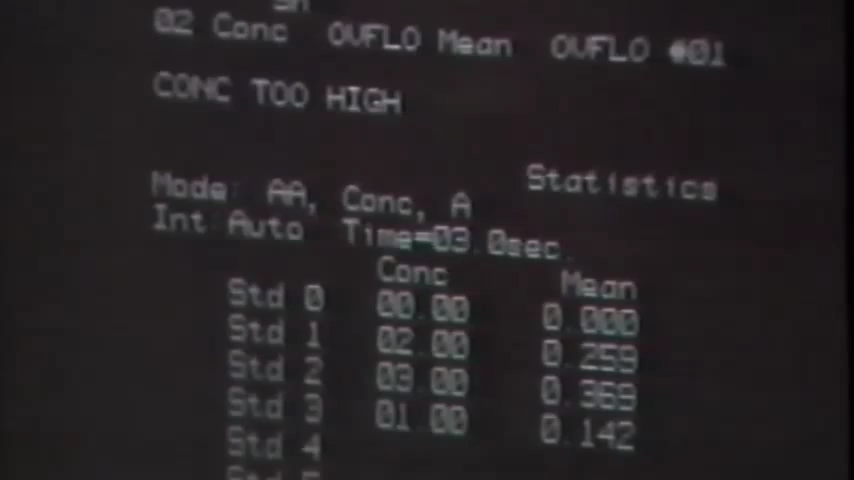 02 Conc OVFLO Mean OVFLO #01
CONC TOO HIGH
Statistics
Mode: AA, Conc, A
Int:Auto Time=03.0sec.
Conc Mean
Std 0 00.00 0.000
Std 1 02.00 0.259
Std 2 03.00 0.369
Std 3 01.00 0.142
Std 4